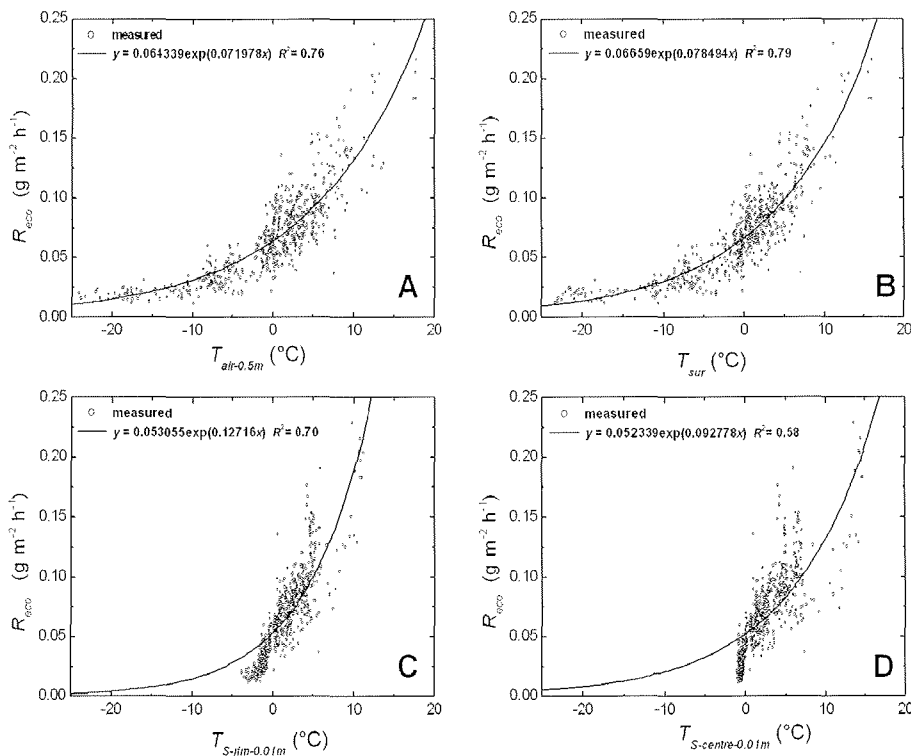 0.25
0.20
0.15
0.10
0.05
0.00
R_eco (g m⁻² h⁻¹)
measured
y = 0.064339exp(0.071978x) R² = 0.76
A
-20 -10 0 10 20
T_air-0.5m (°C)
0.25
0.20
0.15
0.10
0.05
0.00
R_eco (g m⁻² h⁻¹)
measured
y = 0.06659exp(0.078494x) R² = 0.79
B
-20 -10 0 10 20
T_sur (°C)
0.25
0.20
0.15
0.10
0.05
0.00
R_eco (g m⁻² h⁻¹)
measured
y = 0.053055exp(0.12716x) R² = 0.70
C
-20 -10 0 10 20
T_S-rim-0.01m (°C)
0.25
0.20
0.15
0.10
0.05
0.00
R_eco (g m⁻² h⁻¹)
measured
y = 0.052339exp(0.092778x) R² = 0.58
D
-20 -10 0 10 20
T_S-centre-0.01m (°C)